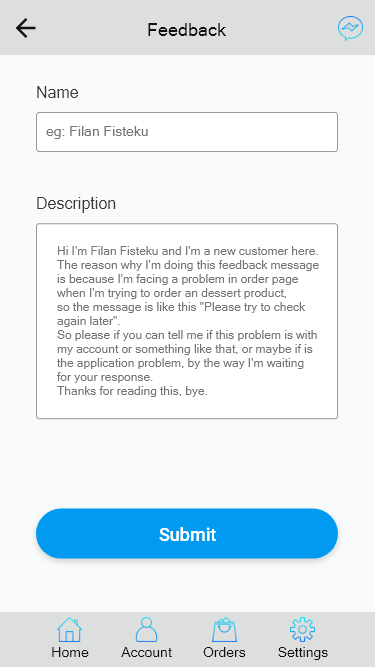 Feedback
Name
eg: Filan Fisteku
Description
Hi I'm Filan Fisteku and I'm a new customer here.
The reason why I'm doing this feedback message
is because I'm facing a problem in order page
when I'm trying to order an dessert product,
so the message is like this "Please try to check
again later".
So please if you can tell me if this problem is with
my account or something like that, or maybe if is
the application problem, by the way I'm waiting
for your response.
Thanks for reading this, bye.
Submit
Home Account Orders Settings